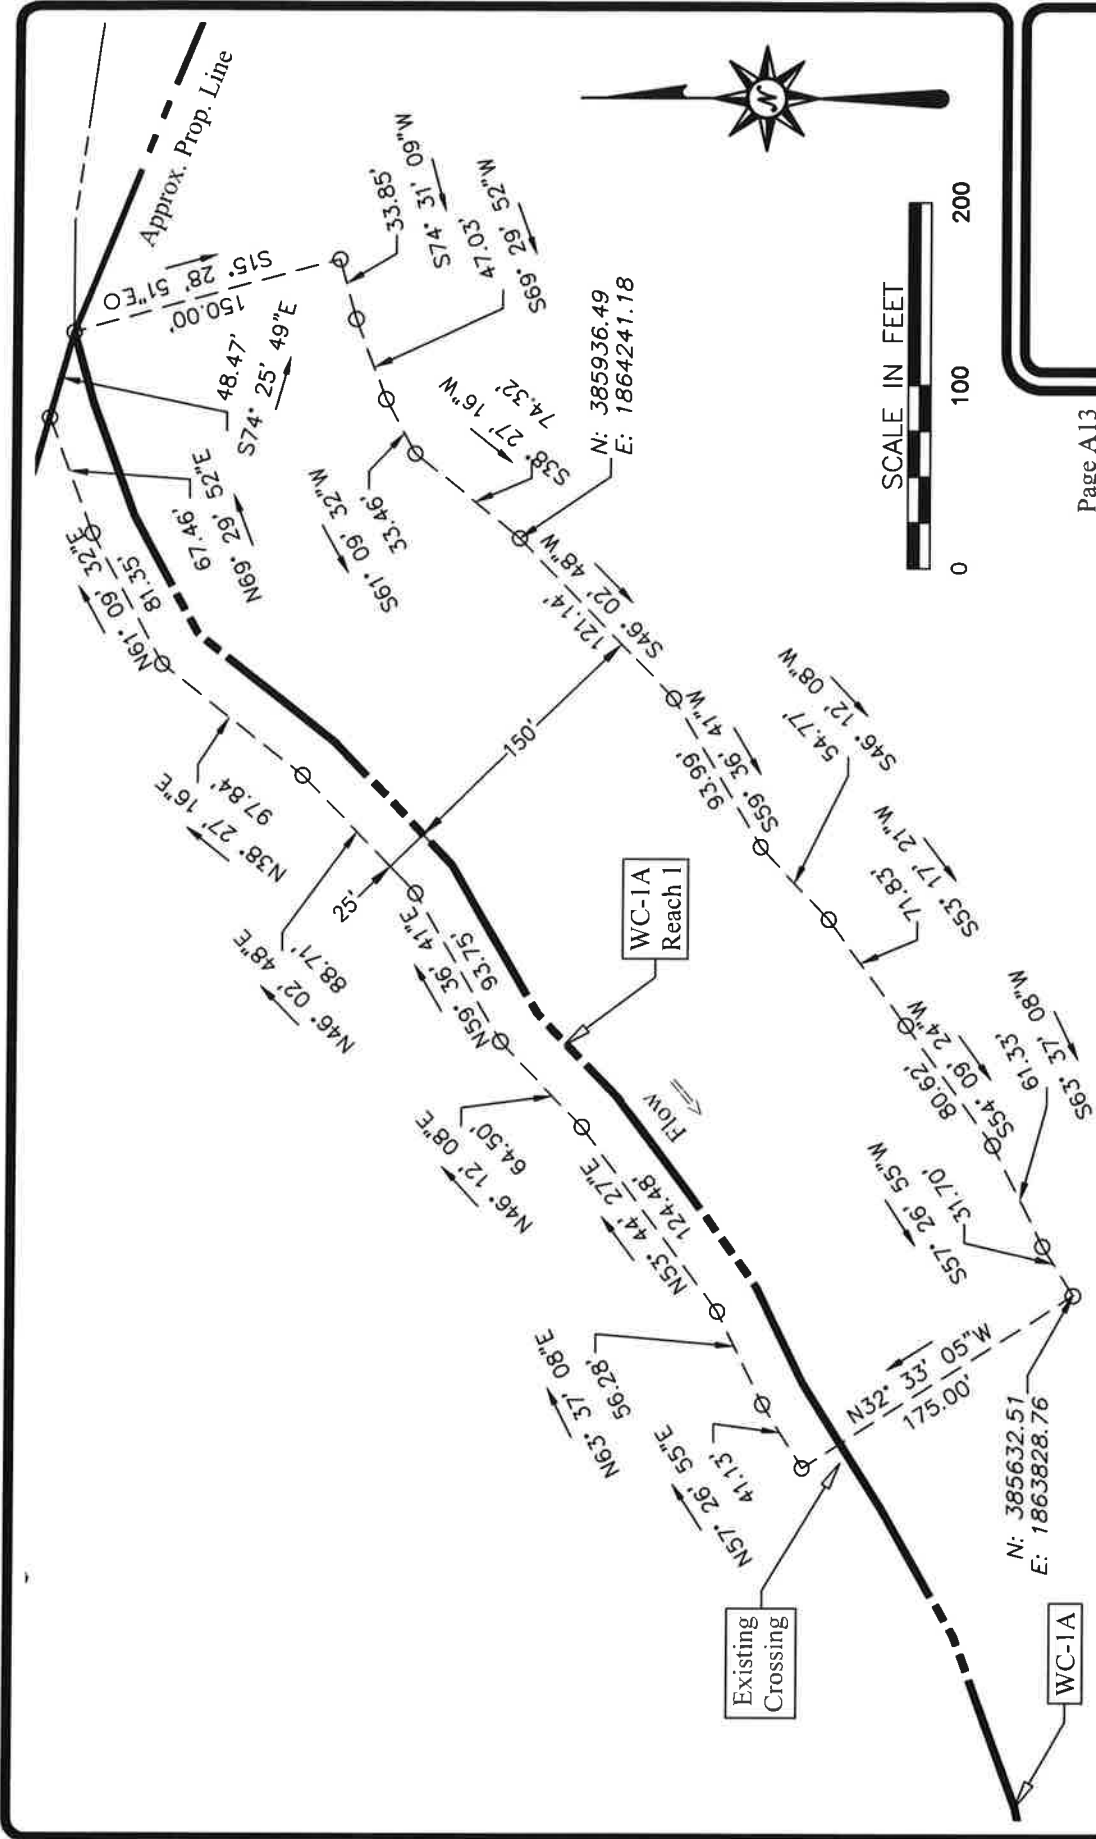 Approx. Prop. Line
S15° 28' 51"E
150.00'
48.47'
S74° 25' 49"E
N69° 29' 52"E
67.46'
N61° 09' 32"E
81.35'
N38° 27' 16"E
97.84'
N46° 02' 48"E
88.71'
N59° 36' 41"E
93.75'
N46° 12' 08"E
64.50'
N53° 44' 27"E
124.48'
N63° 37' 08"E
56.28'
N57° 26' 55"E
41.13'
33.85'
S74° 31' 09"W
47.03'
S69° 29' 52"W
S61° 09' 32"W
33.46'
S38° 27' 16"W
74.32'
N: 385936.49
E: 1864241.18
121.14'
S46° 02' 48"W
93.99'
S59° 36' 41"W
54.77'
S46° 12' 08"W
71.83'
S53° 17' 21"W
80.62'
S54° 09' 24"W
61.33'
S63° 37' 08"W
S57° 26' 55"W
31.70'
N32° 33' 05"W
175.00'
N: 385632.51
E: 1863828.76
25'
150'
WC-1A
Reach 1
Flow
Existing
Crossing
WC-1A
N
SCALE IN FEET
0 100 200
Page A13